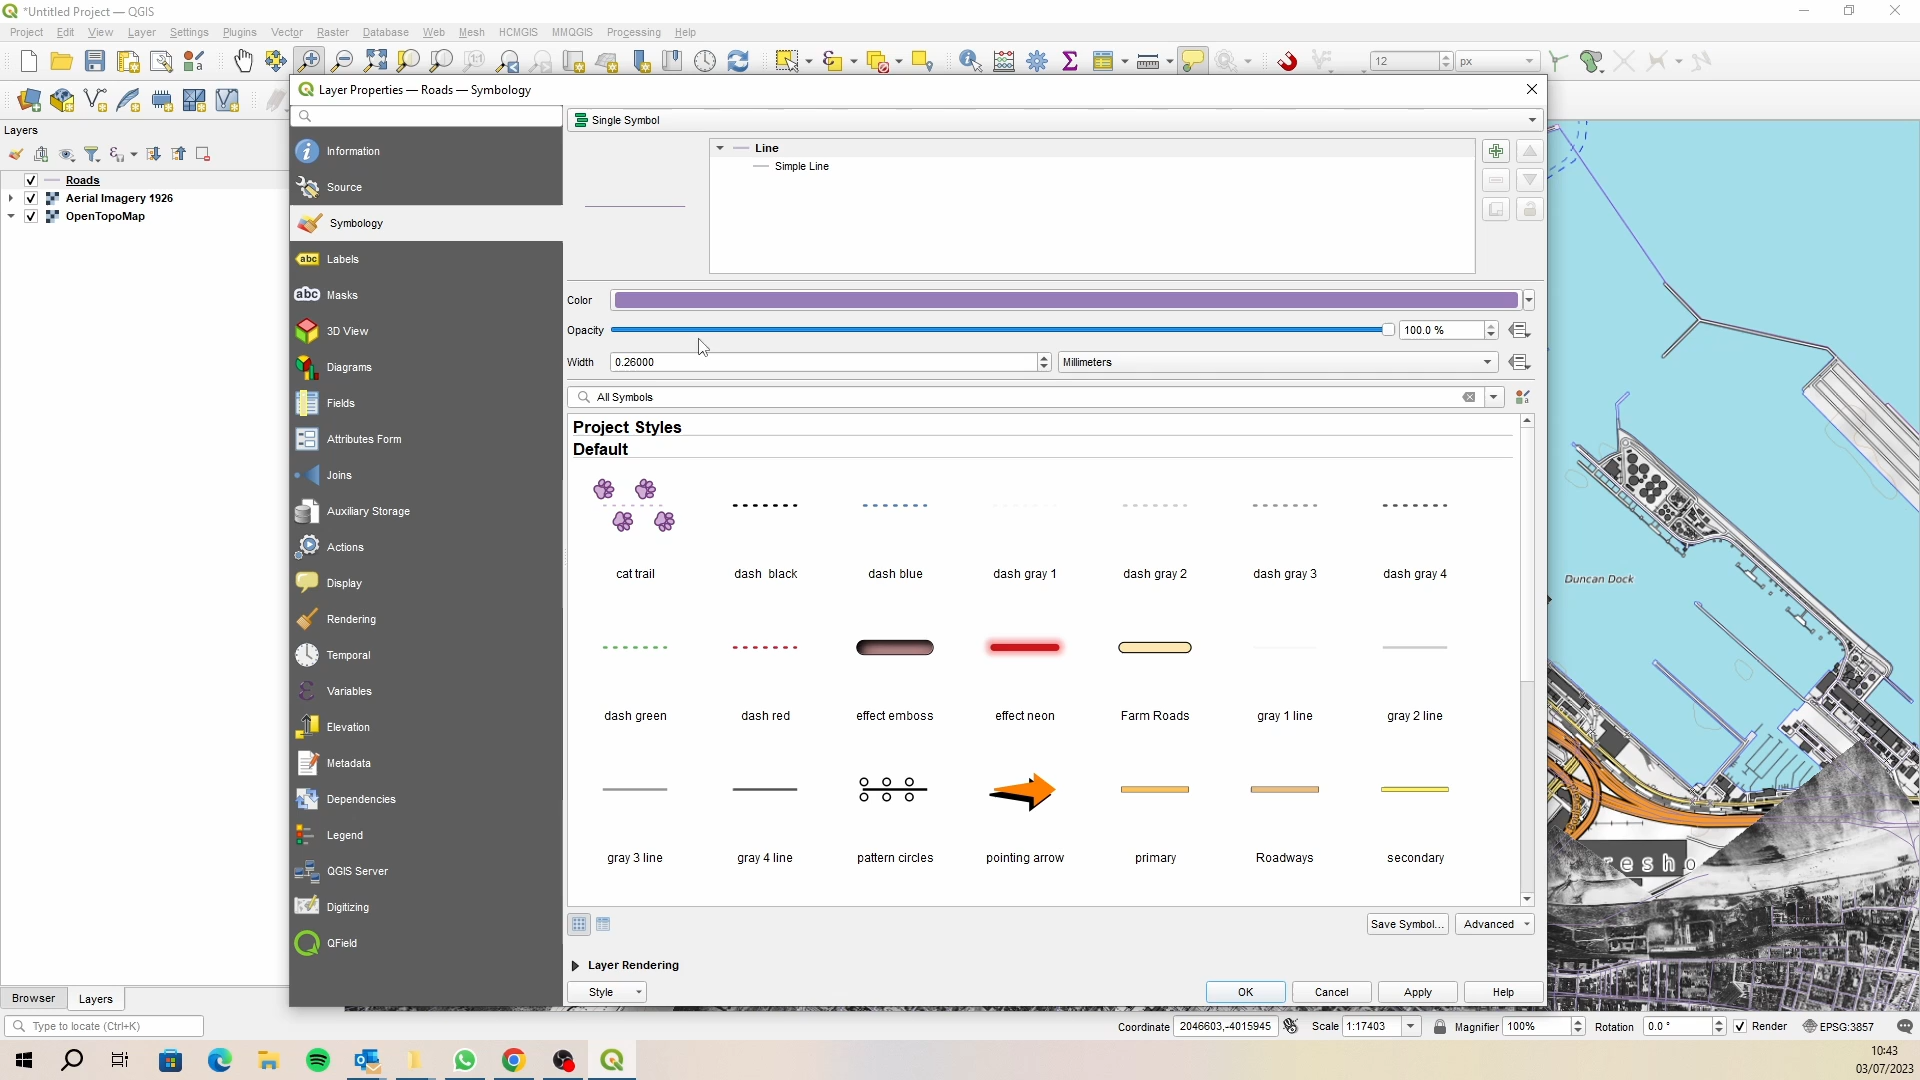 *Untitled Project — QGIS
Project Edit View Layer Settings Plugins Vector Raster Database Web Mesh HCMGIS MMQGIS Processing Help
12 px
Layer Properties — Roads — Symbology
Layers
Roads
Aerial Imagery 1926
OpenTopoMap
Information
Source
Symbology
abc Labels
abc Masks
3D View
Diagrams
Fields
Attributes Form
Joins
Auxiliary Storage
Actions
Display
Rendering
Temporal
Variables
Elevation
Metadata
Dependencies
Legend
QGIS Server
Digitizing
QField
Single Symbol
Line
Simple Line
Color
Opacity 100.0 %
Width 0.26000 Millimeters
All Symbols
Project Styles
Default
cat trail dash black dash blue dash gray 1 dash gray 2 dash gray 3 dash gray 4
dash green dash red effect emboss effect neon Farm Roads gray 1 line gray 2 line
gray 3 line gray 4 line pattern circles pointing arrow primary Roadways secondary
Save Symbol... Advanced
Layer Rendering
Style OK Cancel Apply Help
Duncan Dock
resho
Browser Layers
Type to locate (Ctrl+K)
Coordinate 2046603,-4015945 Scale 1:17403 Magnifier 100% Rotation 0.0 ° Render EPSG:3857
10:43
03/07/2023